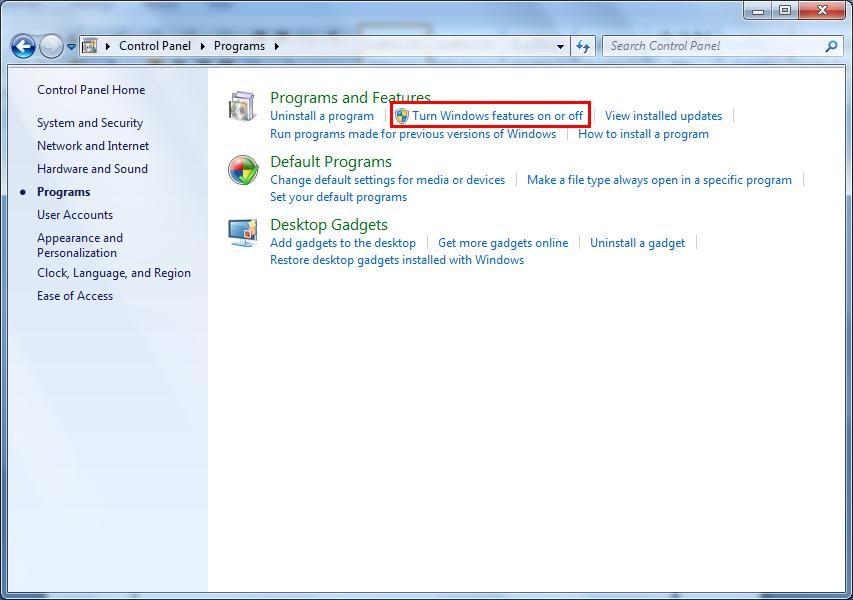 Control Panel
Programs
Search Control Panel
Control Panel Home
System and Security
Network and Internet
Hardware and Sound
Programs
User Accounts
Appearance and
Personalization
Clock, Language, and Region
Ease of Access
Programs and Features
Uninstall a program
Turn Windows features on or off
View installed updates
Run programs made for previous versions of Windows
How to install a program
Default Programs
Change default settings for media or devices
Make a file type always open in a specific program
Set your default programs
Desktop Gadgets
Add gadgets to the desktop
Get more gadgets online
Uninstall a gadget
Restore desktop gadgets installed with Windows